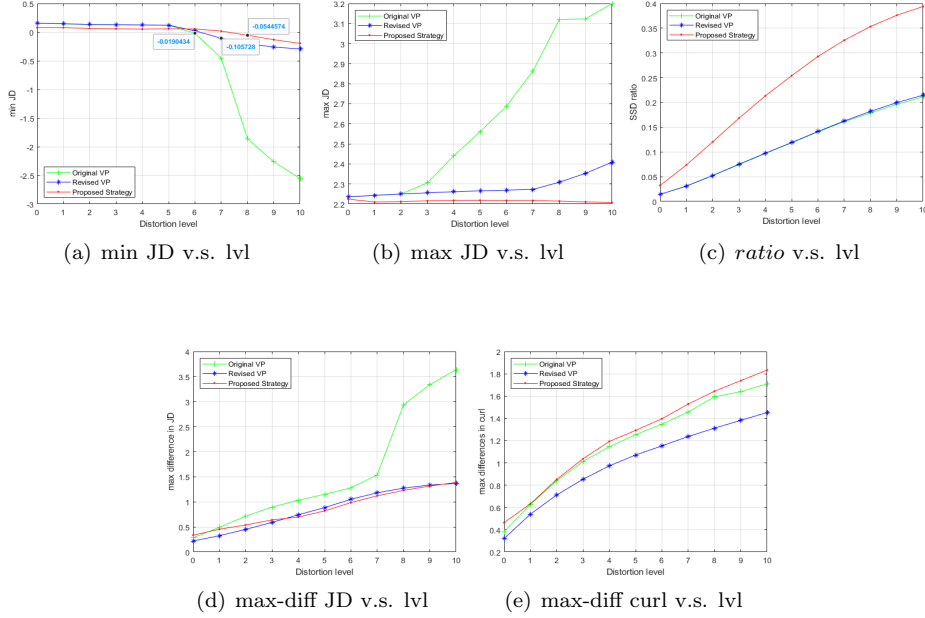 min JD
0.5
0
-0.5
-1
-1.5
-2
-2.5
-3
-0.0544574
-0.0190434
-0.105728
Original VP
Revised VP
Proposed Strategy
0 1 2 3 4 5 6 7 8 9 10
Distortion level
(a) min JD v.s. lvl
max JD
3.2
3.1
3
2.9
2.8
2.7
2.6
2.5
2.4
2.3
2.2
Original VP
Revised VP
Proposed Strategy
0 1 2 3 4 5 6 7 8 9 10
Distortion level
(b) max JD v.s. lvl
SSD ratio
0.4
0.35
0.3
0.25
0.2
0.15
0.1
0.05
0
Original VP
Revised VP
Proposed Strategy
0 1 2 3 4 5 6 7 8 9 10
Distortion level
(c) ratio v.s. lvl
max difference in JD
4
3.5
3
2.5
2
1.5
1
0.5
0
Original VP
Revised VP
Proposed Strategy
0 1 2 3 4 5 6 7 8 9 10
Distortion level
(d) max-diff JD v.s. lvl
max differences in curl
2
1.8
1.6
1.4
1.2
1
0.8
0.6
0.4
0.2
Original VP
Revised VP
Proposed Strategy
0 1 2 3 4 5 6 7 8 9 10
Distortion level
(e) max-diff curl v.s. lvl